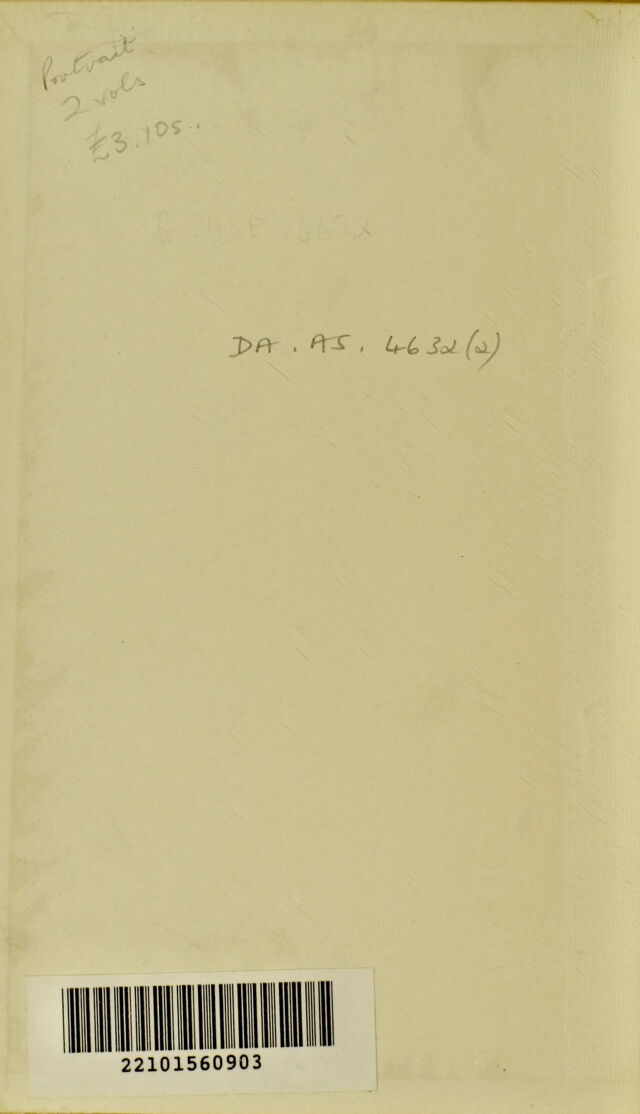 Portrait
2 vols
£3.10s.
DA . AS . 4632(2)
22101560903